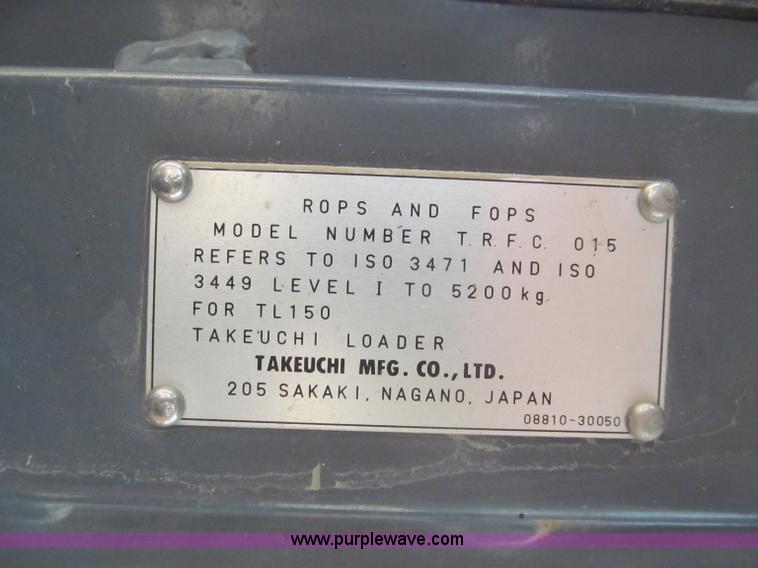 ROPS AND FOPS
MODEL NUMBER T.R.F.C. 015
REFERS TO ISO 3471 AND ISO
3449 LEVEL I TO 5200kg.
FOR TL150
TAKEUCHI LOADER
TAKEUCHI MFG. CO., LTD.
205 SAKAKI, NAGANO, JAPAN
08810-30050
www.purplewave.com